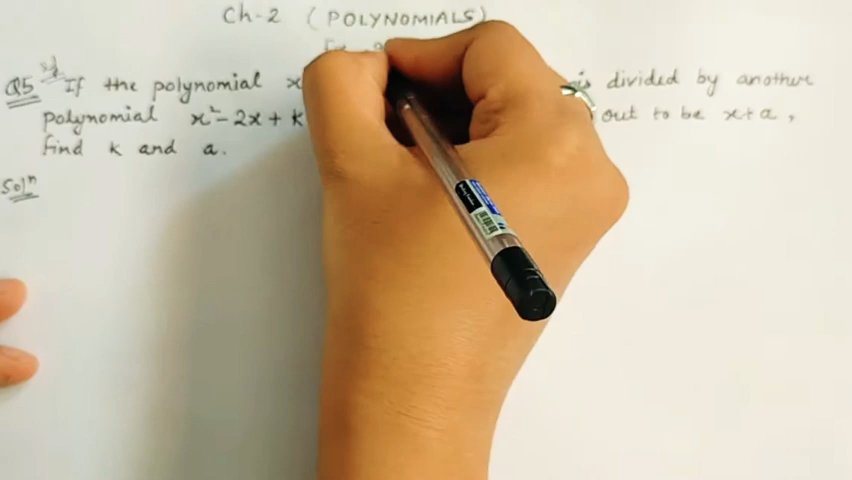 Ch-2 (POLYNOMIALS)
Q5 If the polynomial x is divided by another
polynomial x² - 2x + k out to be x+a,
find k and a.
Solⁿ